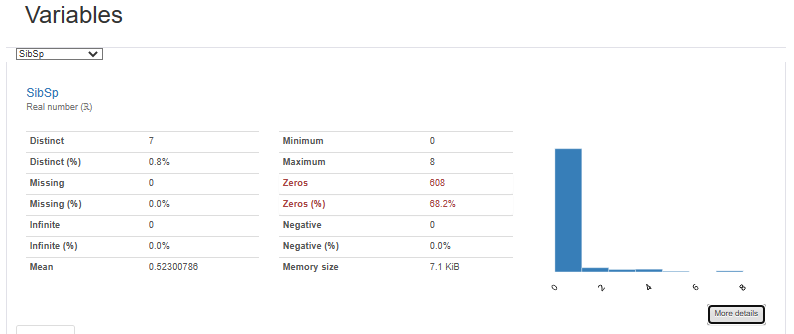 Variables
SibSp
SibSp
Real number (ℝ)
Distinct 7
Distinct (%) 0.8%
Missing 0
Missing (%) 0.0%
Infinite 0
Infinite (%) 0.0%
Mean 0.52300786
Minimum 0
Maximum 8
Zeros 608
Zeros (%) 68.2%
Negative 0
Negative (%) 0.0%
Memory size 7.1 KiB
0 2 4 6 8
More details